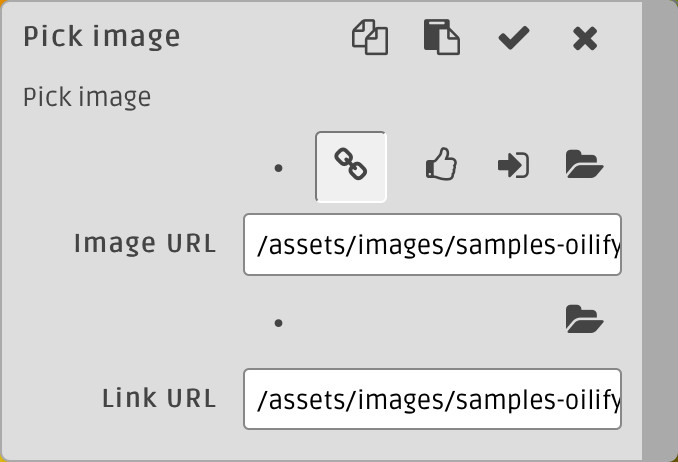 Pick image
Pick image
Image URL
/assets/images/samples-oilify
Link URL
/assets/images/samples-oilify